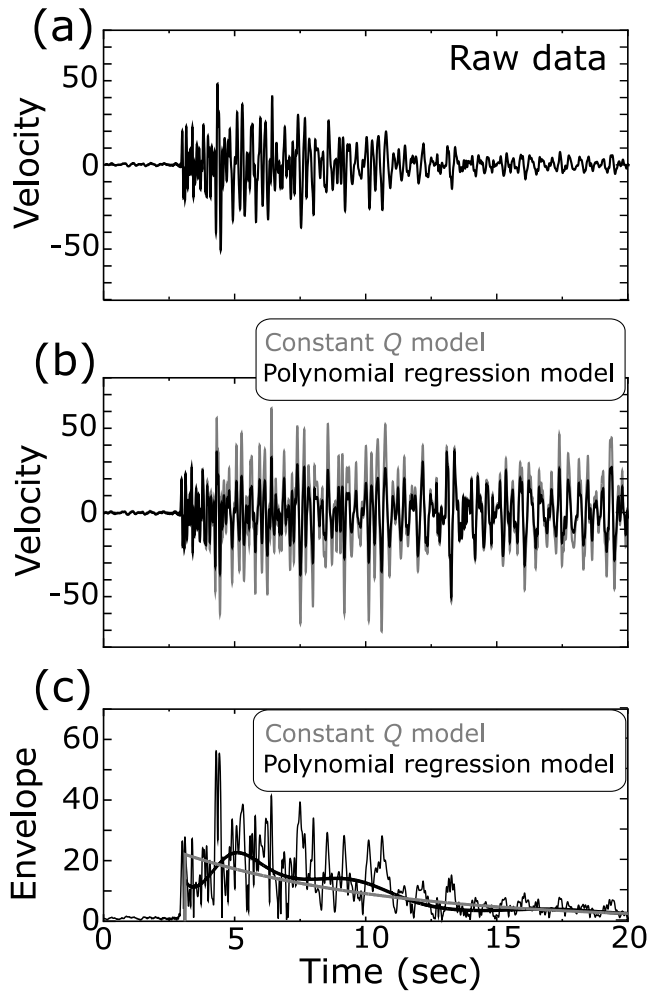 (a)
Raw data
50
0
-50
Velocity
(b)
Constant Q model
Polynomial regression model
50
0
-50
Velocity
(c)
Constant Q model
Polynomial regression model
60
40
20
0
Envelope
0 5 10 15 20
Time (sec)